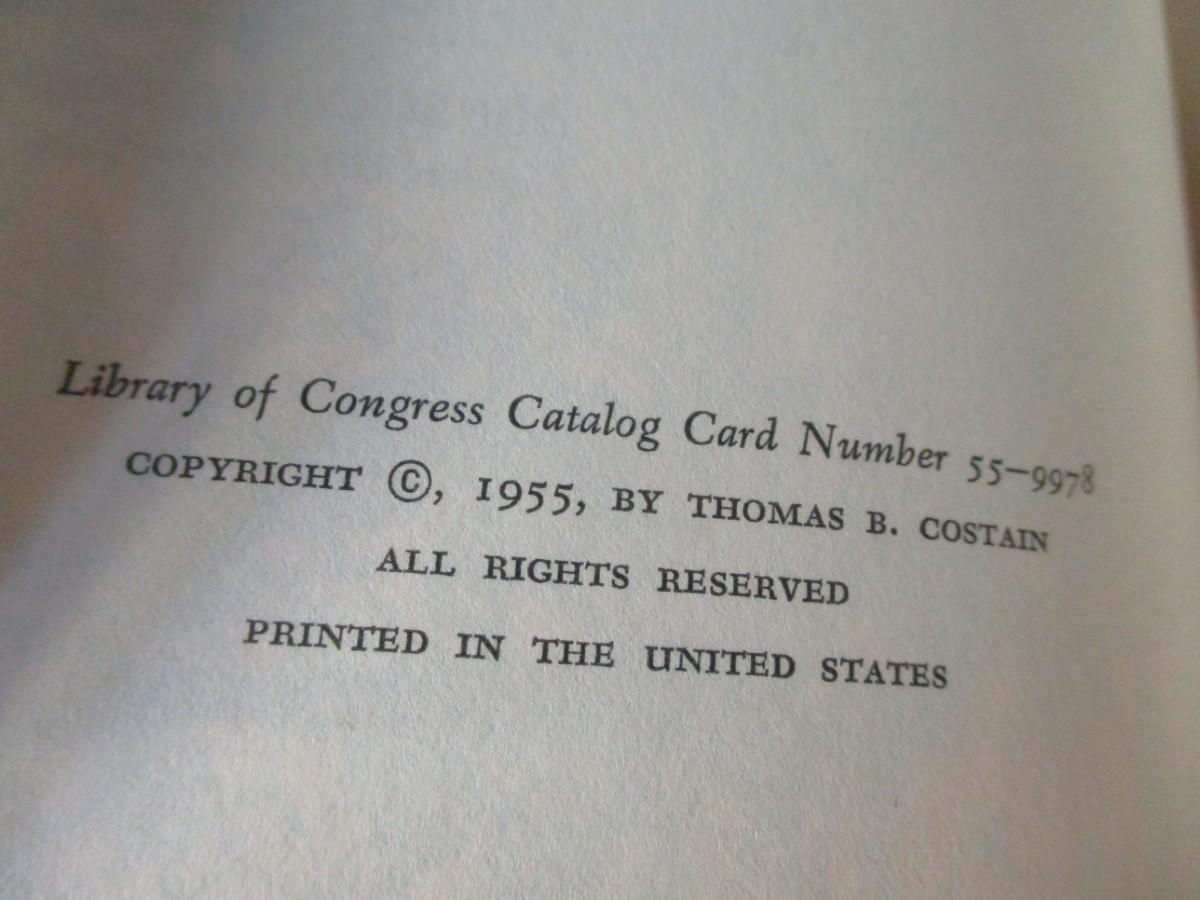 Library of Congress Catalog Card Number 55–9978
COPYRIGHT ©, 1955, BY THOMAS B. COSTAIN
ALL RIGHTS RESERVED
PRINTED IN THE UNITED STATES